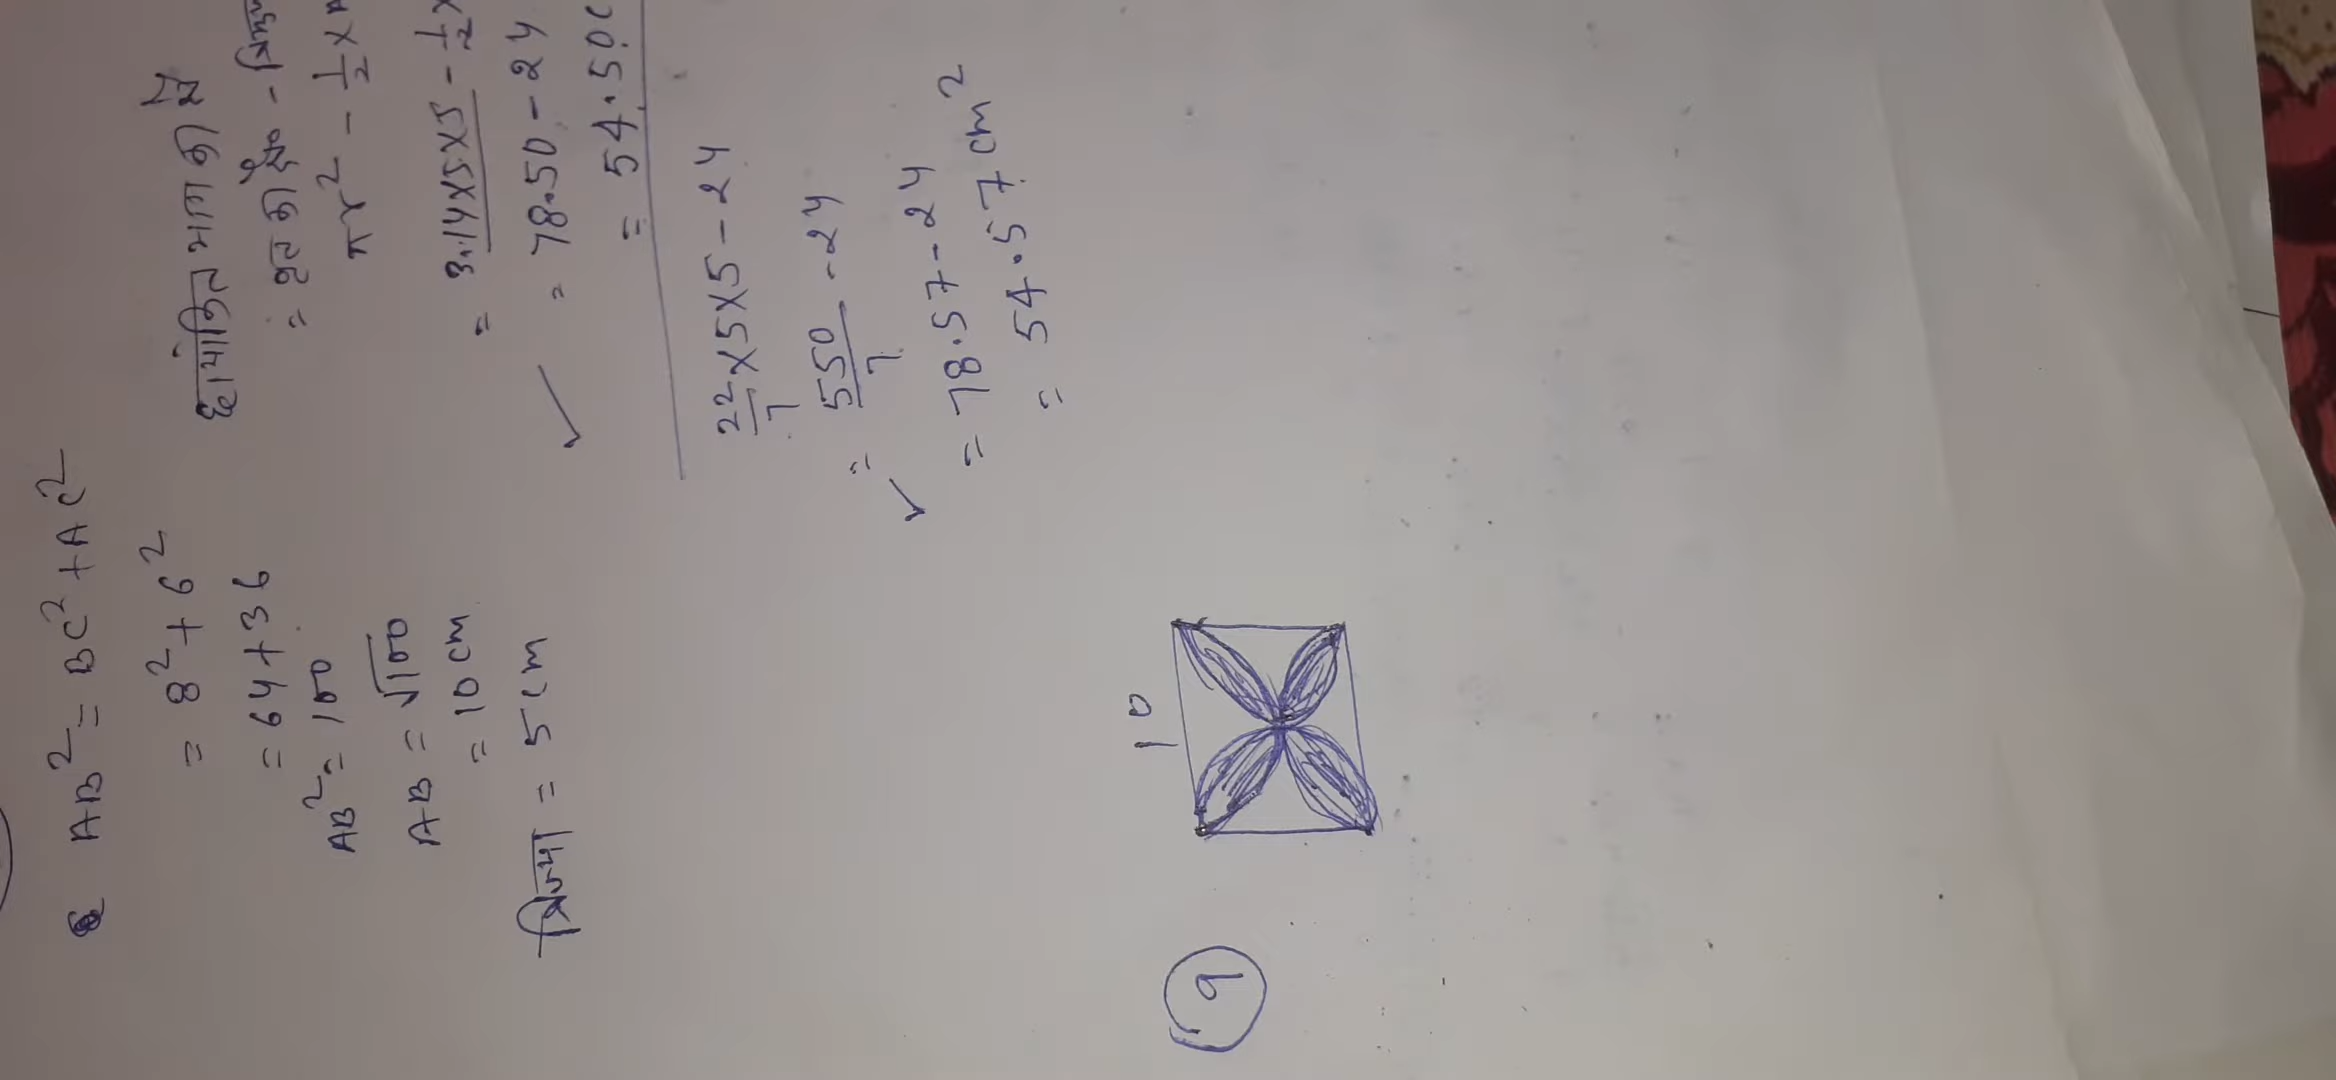 AB² = BC² + AC²
= 8² + 6²
= 64 + 36
AB² = 100
AB = √100
= 10 cm
त्रिज्या = 5 cm
छायांकित भाग का क्षे
= वृत का क्षे० -
πr² - 1/2 ×
= 3.14×5×5 - 1/2 ×
= 78.50 - 24
= 54.50
22/7 ×5×5 - 24
= 550/7 - 24
= 78.57 - 24
= 54.57 cm²
9
10